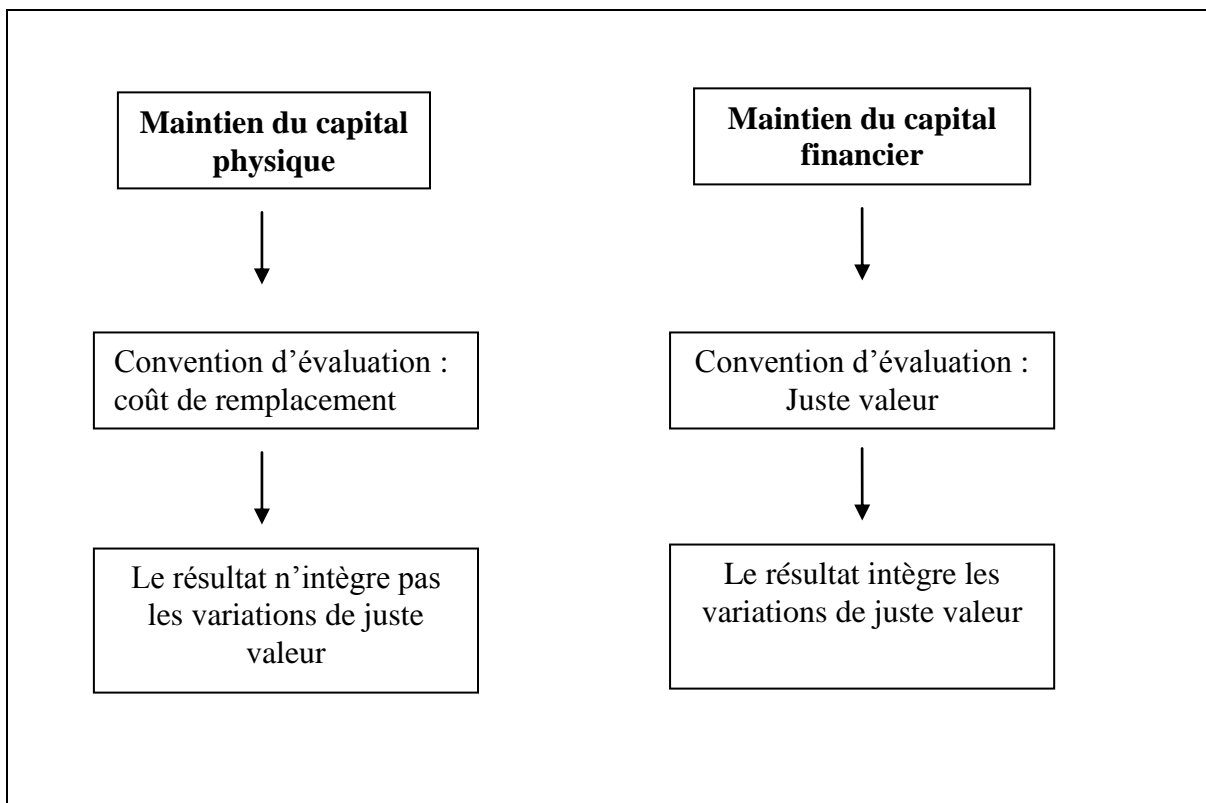 Maintien du capital
physique
Convention d’évaluation :
coût de remplacement
Le résultat n’intègre pas
les variations de juste
valeur
Maintien du capital
financier
Convention d’évaluation :
Juste valeur
Le résultat intègre les
variations de juste valeur